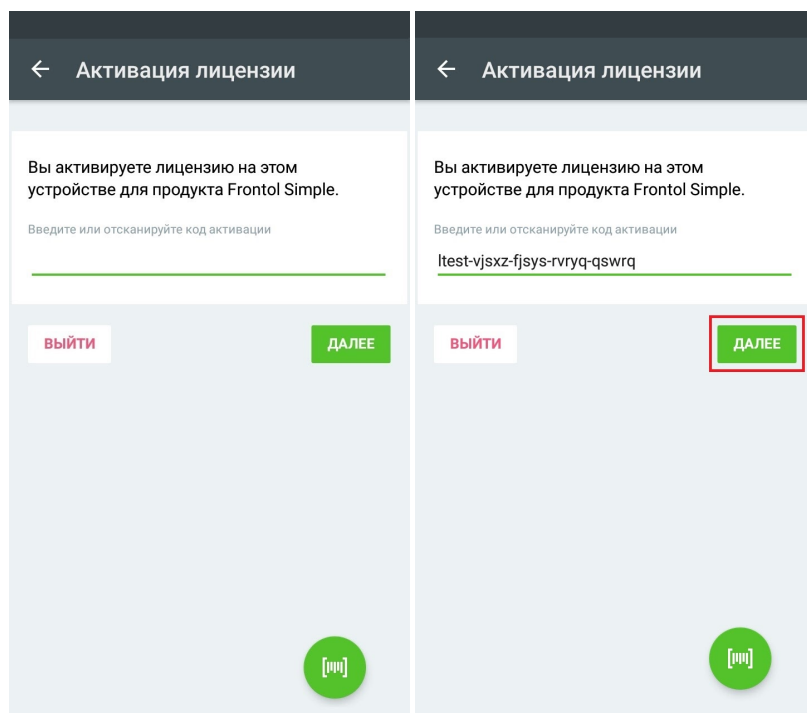 Активация лицензии
Вы активируете лицензию на этом
устройстве для продукта Frontol Simple.
Введите или отсканируйте код активации
ВЫЙТИ
ДАЛЕЕ
Активация лицензии
Вы активируете лицензию на этом
устройстве для продукта Frontol Simple.
Введите или отсканируйте код активации
ltest-vjsxz-fjsys-rvryq-qswrq
ВЫЙТИ
ДАЛЕЕ